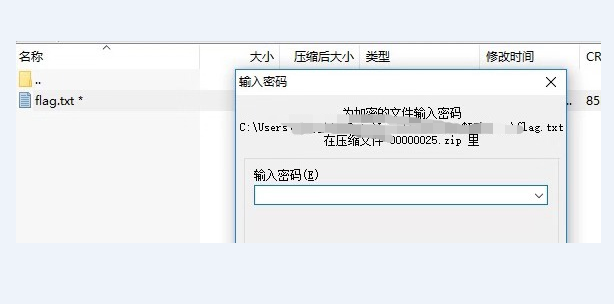 名称 大小 压缩后大小 类型 修改时间 CR
..
flag.txt * .. 85
输入密码
为加密的文件输入密码
C:\Users \flag.txt
在压缩文件 00000025.zip 里
输入密码(E)